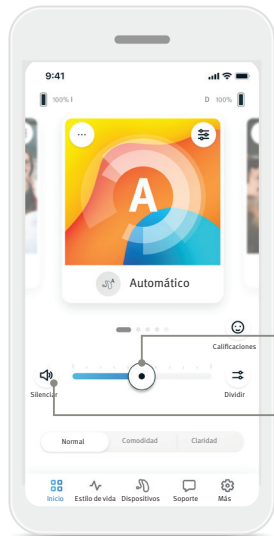 9:41
100% I
D 100%
A
Automático
Calificaciones
Silenciar
Dividir
Normal Comodidad Claridad
Inicio Estilo de vida Dispositivos Soporte Más